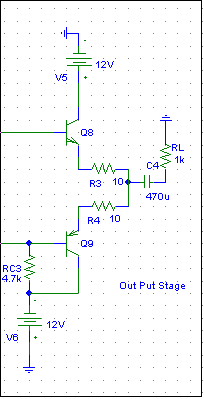 12V
V5
Q8
RL
1k
C4
R3
10
470u
R4
10
Q9
RC3
4.7k
Out Put Stage
12V
V6